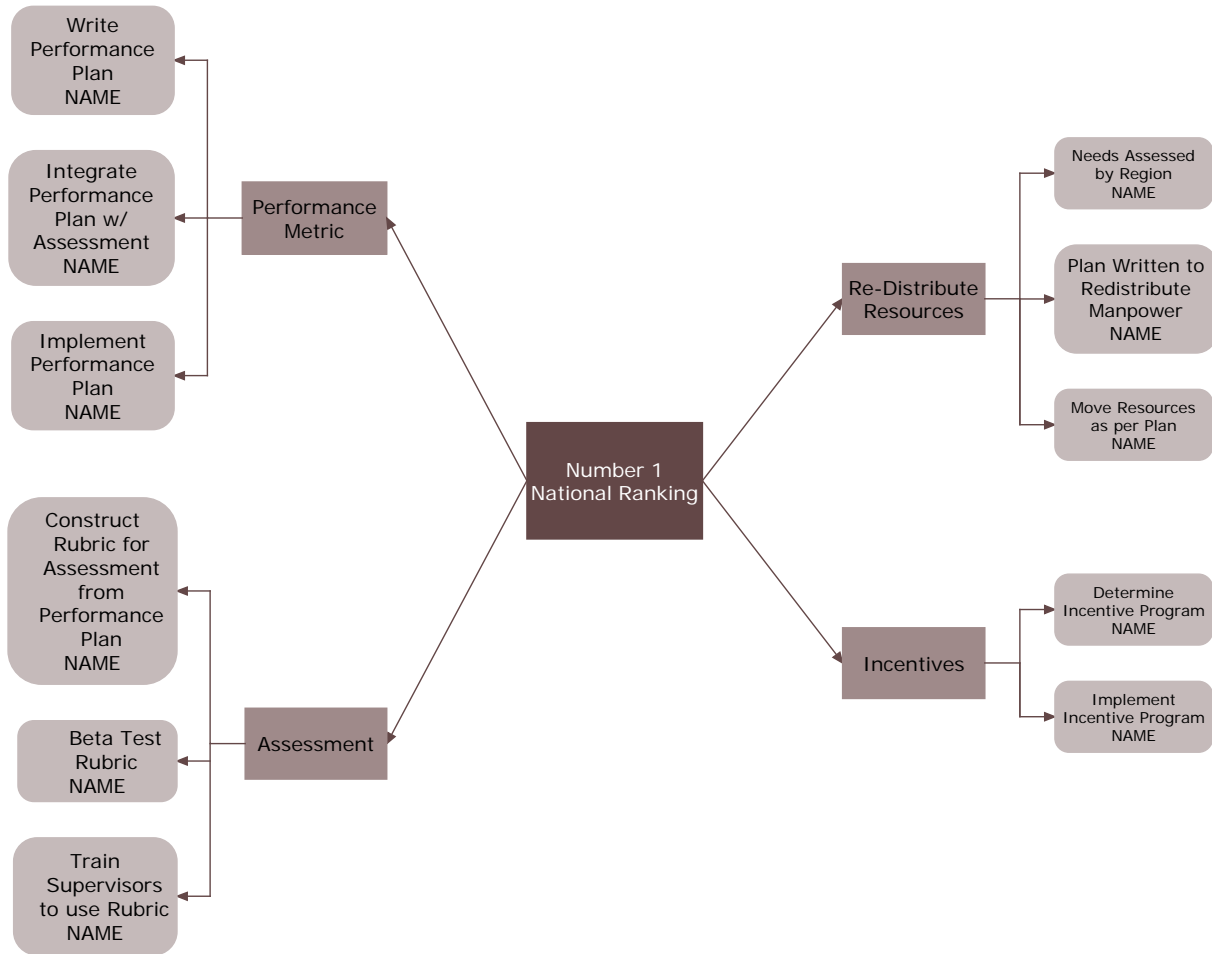 Write
Performance
Plan
NAME
Integrate
Performance
Plan w/
Assessment
NAME
Implement
Performance
Plan
NAME
Performance
Metric
Construct
Rubric for
Assessment
from
Performance
Plan
NAME
Beta Test
Rubric
NAME
Train
Supervisors
to use Rubric
NAME
Assessment
Number 1
National Ranking
Re-Distribute
Resources
Needs Assessed
by Region
NAME
Plan Written to
Redistribute
Manpower
NAME
Move Resources
as per Plan
NAME
Incentives
Determine
Incentive Program
NAME
Implement
Incentive Program
NAME